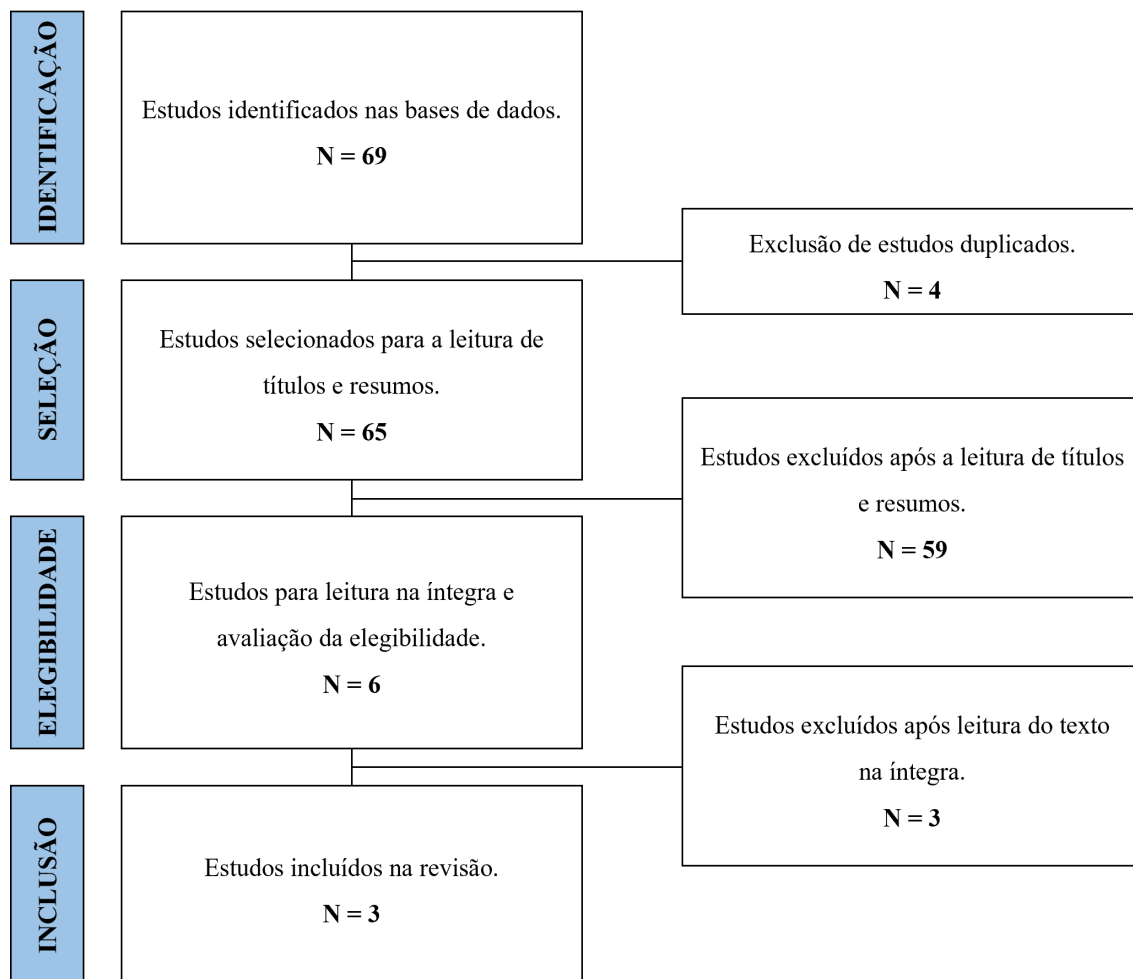 IDENTIFICAÇÃO
Estudos identificados nas bases de dados.
N = 69
Exclusão de estudos duplicados.
N = 4
SELEÇÃO
Estudos selecionados para a leitura de
títulos e resumos.
N = 65
Estudos excluídos após a leitura de títulos
e resumos.
N = 59
ELEGIBILIDADE
Estudos para leitura na íntegra e
avaliação da elegibilidade.
N = 6
Estudos excluídos após leitura do texto
na íntegra.
N = 3
INCLUSÃO
Estudos incluídos na revisão.
N = 3